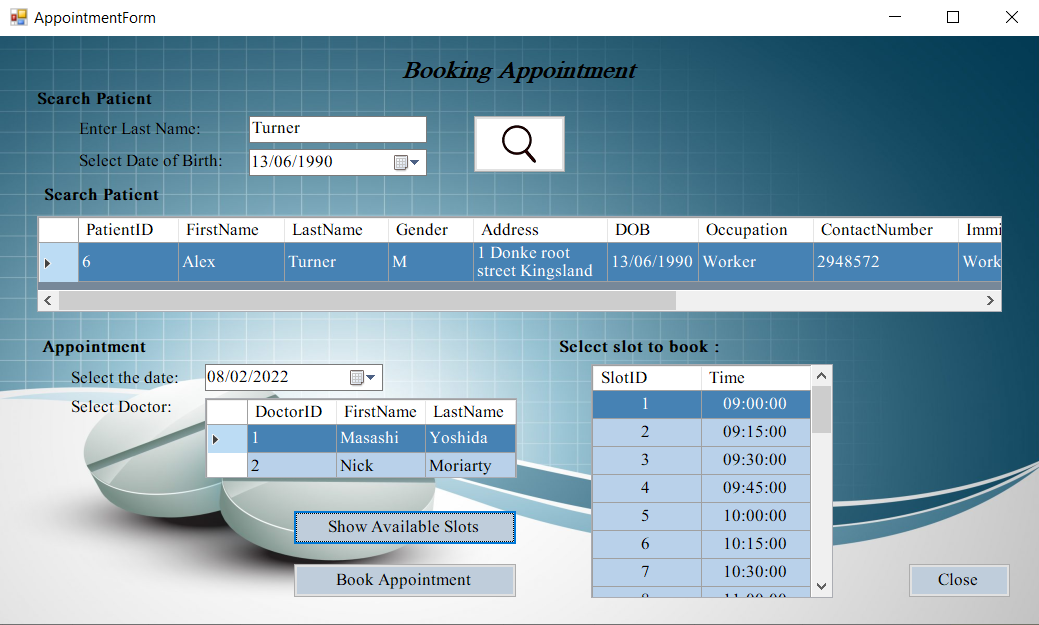 AppointmentForm
Booking Appointment
Search Patient
Enter Last Name: Turner
Select Date of Birth: 13/06/1990
Search Patient
PatientID FirstName LastName Gender Address DOB Occupation ContactNumber Immi
6 Alex Turner M 1 Donke root street Kingsland 13/06/1990 Worker 2948572 Work
Appointment
Select the date: 08/02/2022
Select Doctor:
DoctorID FirstName LastName
1 Masashi Yoshida
2 Nick Moriarty
Show Available Slots
Book Appointment
Select slot to book :
SlotID Time
1 09:00:00
2 09:15:00
3 09:30:00
4 09:45:00
5 10:00:00
6 10:15:00
7 10:30:00
Close